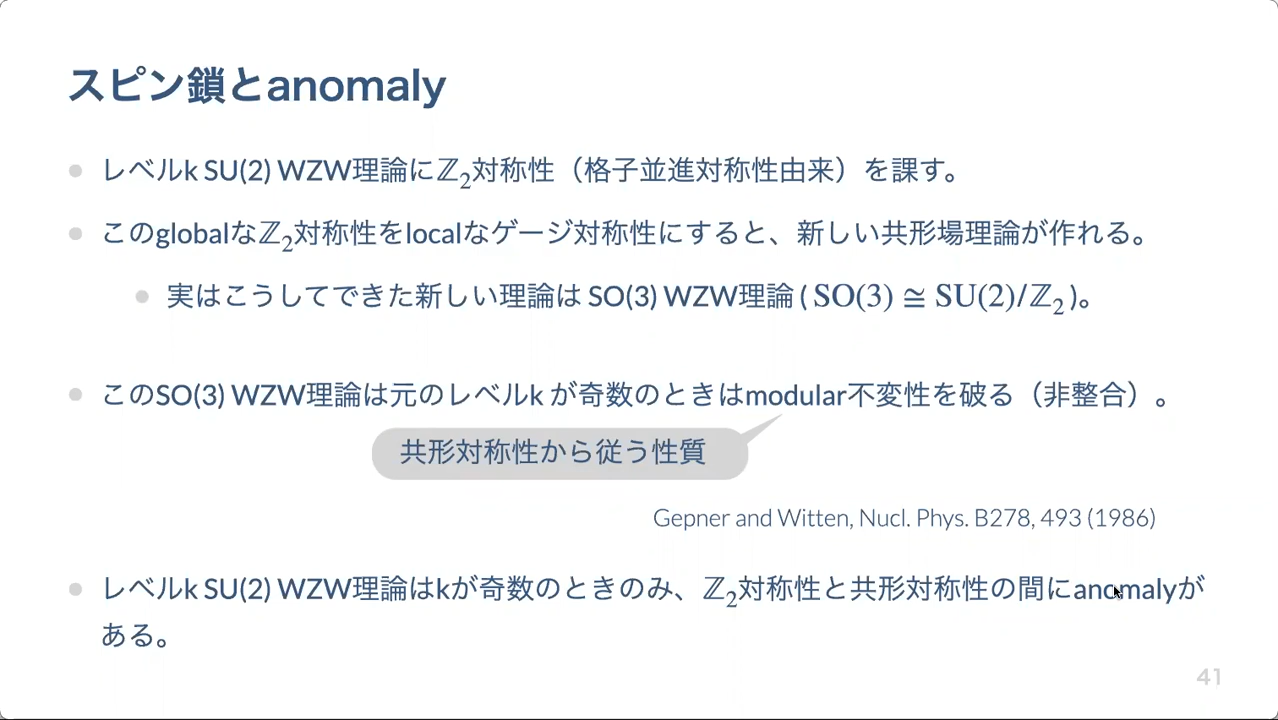 スピン鎖とanomaly
レベルk SU(2) WZW理論にℤ₂対称性（格子並進対称性由来）を課す。
このglobalなℤ₂対称性をlocalなゲージ対称性にすると、新しい共形場理論が作れる。
実はこうしてできた新しい理論は SO(3) WZW理論 ( SO(3) ≅ SU(2)/ℤ₂ )。
このSO(3) WZW理論は元のレベルk が奇数のときはmodular不変性を破る（非整合）。
共形対称性から従う性質
Gepner and Witten, Nucl. Phys. B278, 493 (1986)
レベルk SU(2) WZW理論はkが奇数のときのみ、ℤ₂対称性と共形対称性の間にanomalyが
ある。
41